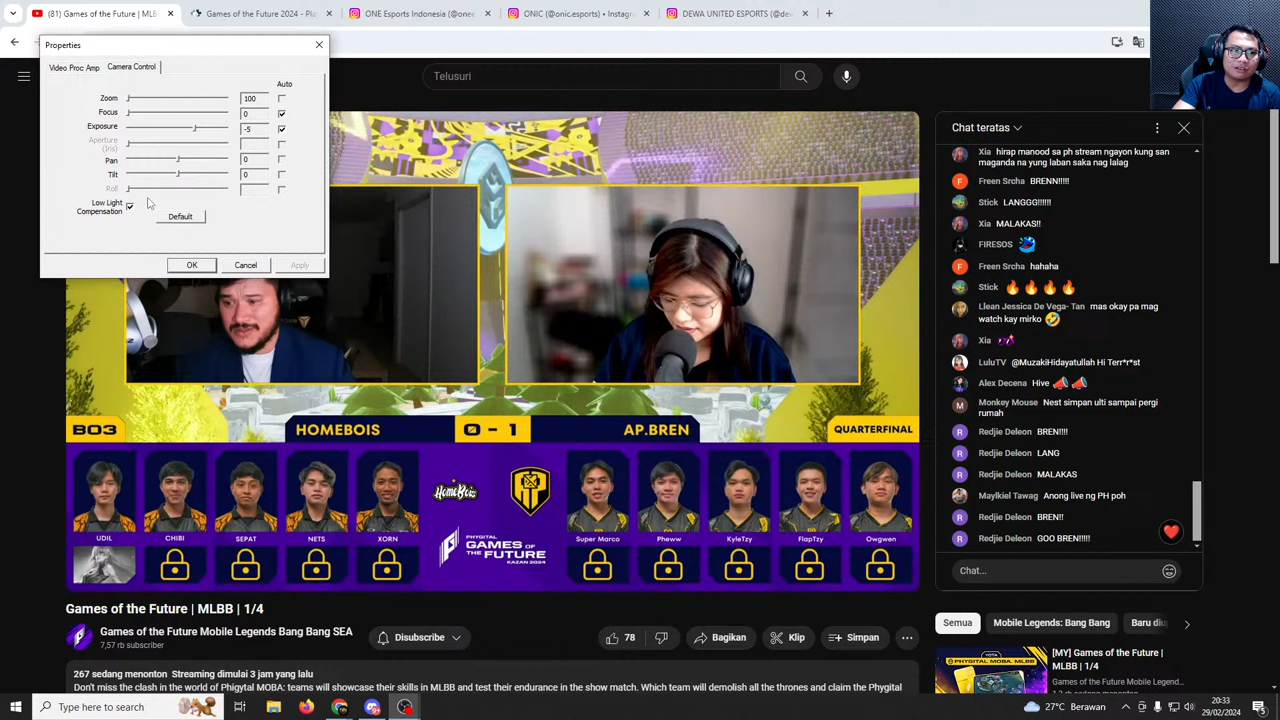 (81) Games of the Future | MLBB
Games of the Future 2024 - Pla
ONE Esports Indonesia (@onee
ONIC (@onic.esports) • Instagra
DEWA UNITED ESPORTS (@dev
Properties
Video Proc Amp
Camera Control
Auto
Zoom 100
Focus 0
Exposure -5
Aperture (Iris)
Pan 0
Tilt 0
Roll
Low Light
Compensation
Default
OK
Cancel
Apply
Telusuri
BO3
HOMEBOIS
0 - 1
AP.BREN
QUARTERFINAL
UDIL
CHIBI
SEPAT
NETS
XORN
HomeBois
GAMES OF THE FUTURE
KAZAN 2024
Super Marco
Pheww
KyleTzy
FlapTzy
Owgwen
Games of the Future | MLBB | 1/4
Games of the Future Mobile Legends Bang Bang SEA
7,57 rb subscriber
Disubscribe
78
Bagikan
Klip
Simpan
267 sedang menonton Streaming dimulai 3 jam yang lalu
Don't miss the clash in the world of Phigytal MOBA: teams will showcase their skills in MLBB and test their endurance in the show match. Which team will demolish all the thrones and claim the Phygital
Chat teratas
Xia hirap manood sa ph stream ngayon kung san
maganda na yung laban saka nag lalag
Freen Srcha BRENN!!!!!
Stick LANGGG!!!!!!
Xia MALAKAS!!
FIRESOS
Freen Srcha hahaha
Stick 🔥🔥🔥🔥
Llean Jessica De Vega- Tan mas okay pa mag
watch kay mirko 🤣
Xia
LuluTV @MuzakiHidayatullah Hi Terr*r*st
Alex Decena Hive 📣📣
Monkey Mouse Nest simpan ulti sampai pergi
rumah
Redjie Deleon BREN!!!!
Redjie Deleon LANG
Redjie Deleon MALAKAS
Maylkiel Tawag Anong live ng PH poh
Redjie Deleon BREN!!
Redjie Deleon GOO BREN!!!!!
Chat...
Semua
Mobile Legends: Bang Bang
Baru diu
[MY] Games of the Future |
MLBB | 1/4
Games of the Future Mobile Legend...
PHYGITAL MOBA. MLBB
Type here to search
27°C Berawan
20:33
29/02/2024